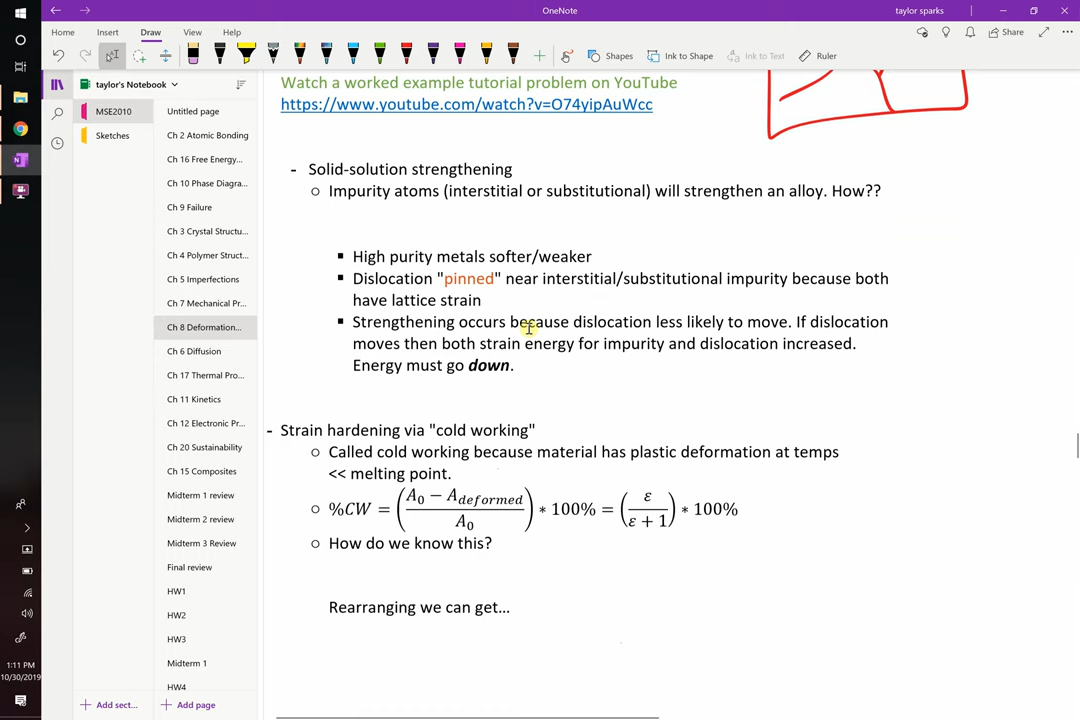 OneNote
taylor sparks
Home Insert Draw View Help
Share
Shapes
Ink to Shape
Ink to Text
Ruler
taylor's Notebook
MSE2010
Sketches
Untitled page
Ch 2 Atomic Bonding
Ch 16 Free Energy...
Ch 10 Phase Diagra...
Ch 9 Failure
Ch 3 Crystal Structu...
Ch 4 Polymer Struct...
Ch 5 Imperfections
Ch 7 Mechanical Pr...
Ch 8 Deformation...
Ch 6 Diffusion
Ch 17 Thermal Pro...
Ch 11 Kinetics
Ch 12 Electronic Pr...
Ch 20 Sustainability
Ch 15 Composites
Midterm 1 review
Midterm 2 review
Midterm 3 Review
Final review
HW1
HW2
HW3
Midterm 1
HW4
Add sect...
Add page
1:11 PM
10/30/2019
Watch a worked example tutorial problem on YouTube
https://www.youtube.com/watch?v=O74yipAuWcc
- Solid-solution strengthening
○ Impurity atoms (interstitial or substitutional) will strengthen an alloy. How??
▪ High purity metals softer/weaker
▪ Dislocation "pinned" near interstitial/substitutional impurity because both
have lattice strain
▪ Strengthening occurs because dislocation less likely to move. If dislocation
moves then both strain energy for impurity and dislocation increased.
Energy must go down.
- Strain hardening via "cold working"
○ Called cold working because material has plastic deformation at temps
<< melting point.
○ %CW = ((A₀ − A_deformed) / A₀) * 100% = (ε / (ε + 1)) * 100%
○ How do we know this?
Rearranging we can get...